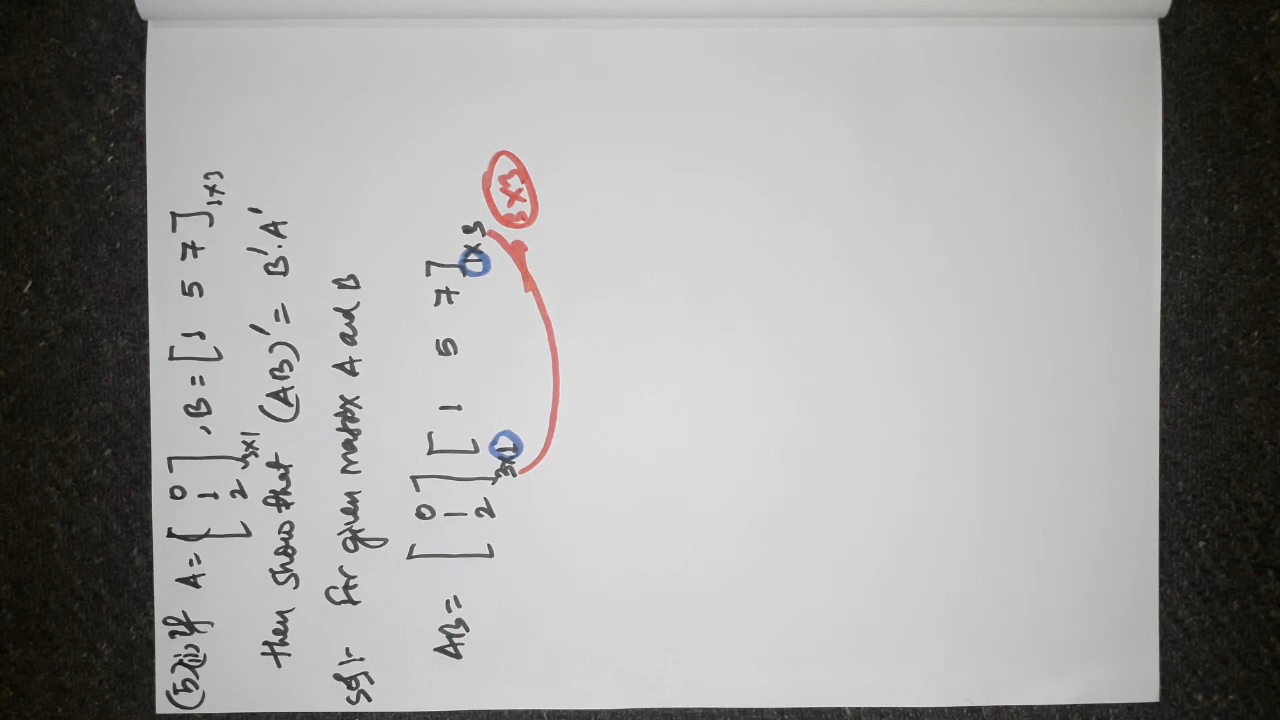 (5)(ii) If A = [ 0 1 2 ]3×1 , B = [ 1 5 7 ]1×3
then show that (AB)' = B'.A'
Sol:- For given matrix A and B
AB = [ 0 1 2 ]3×1 [ 1 5 7 ]1×3 3×3